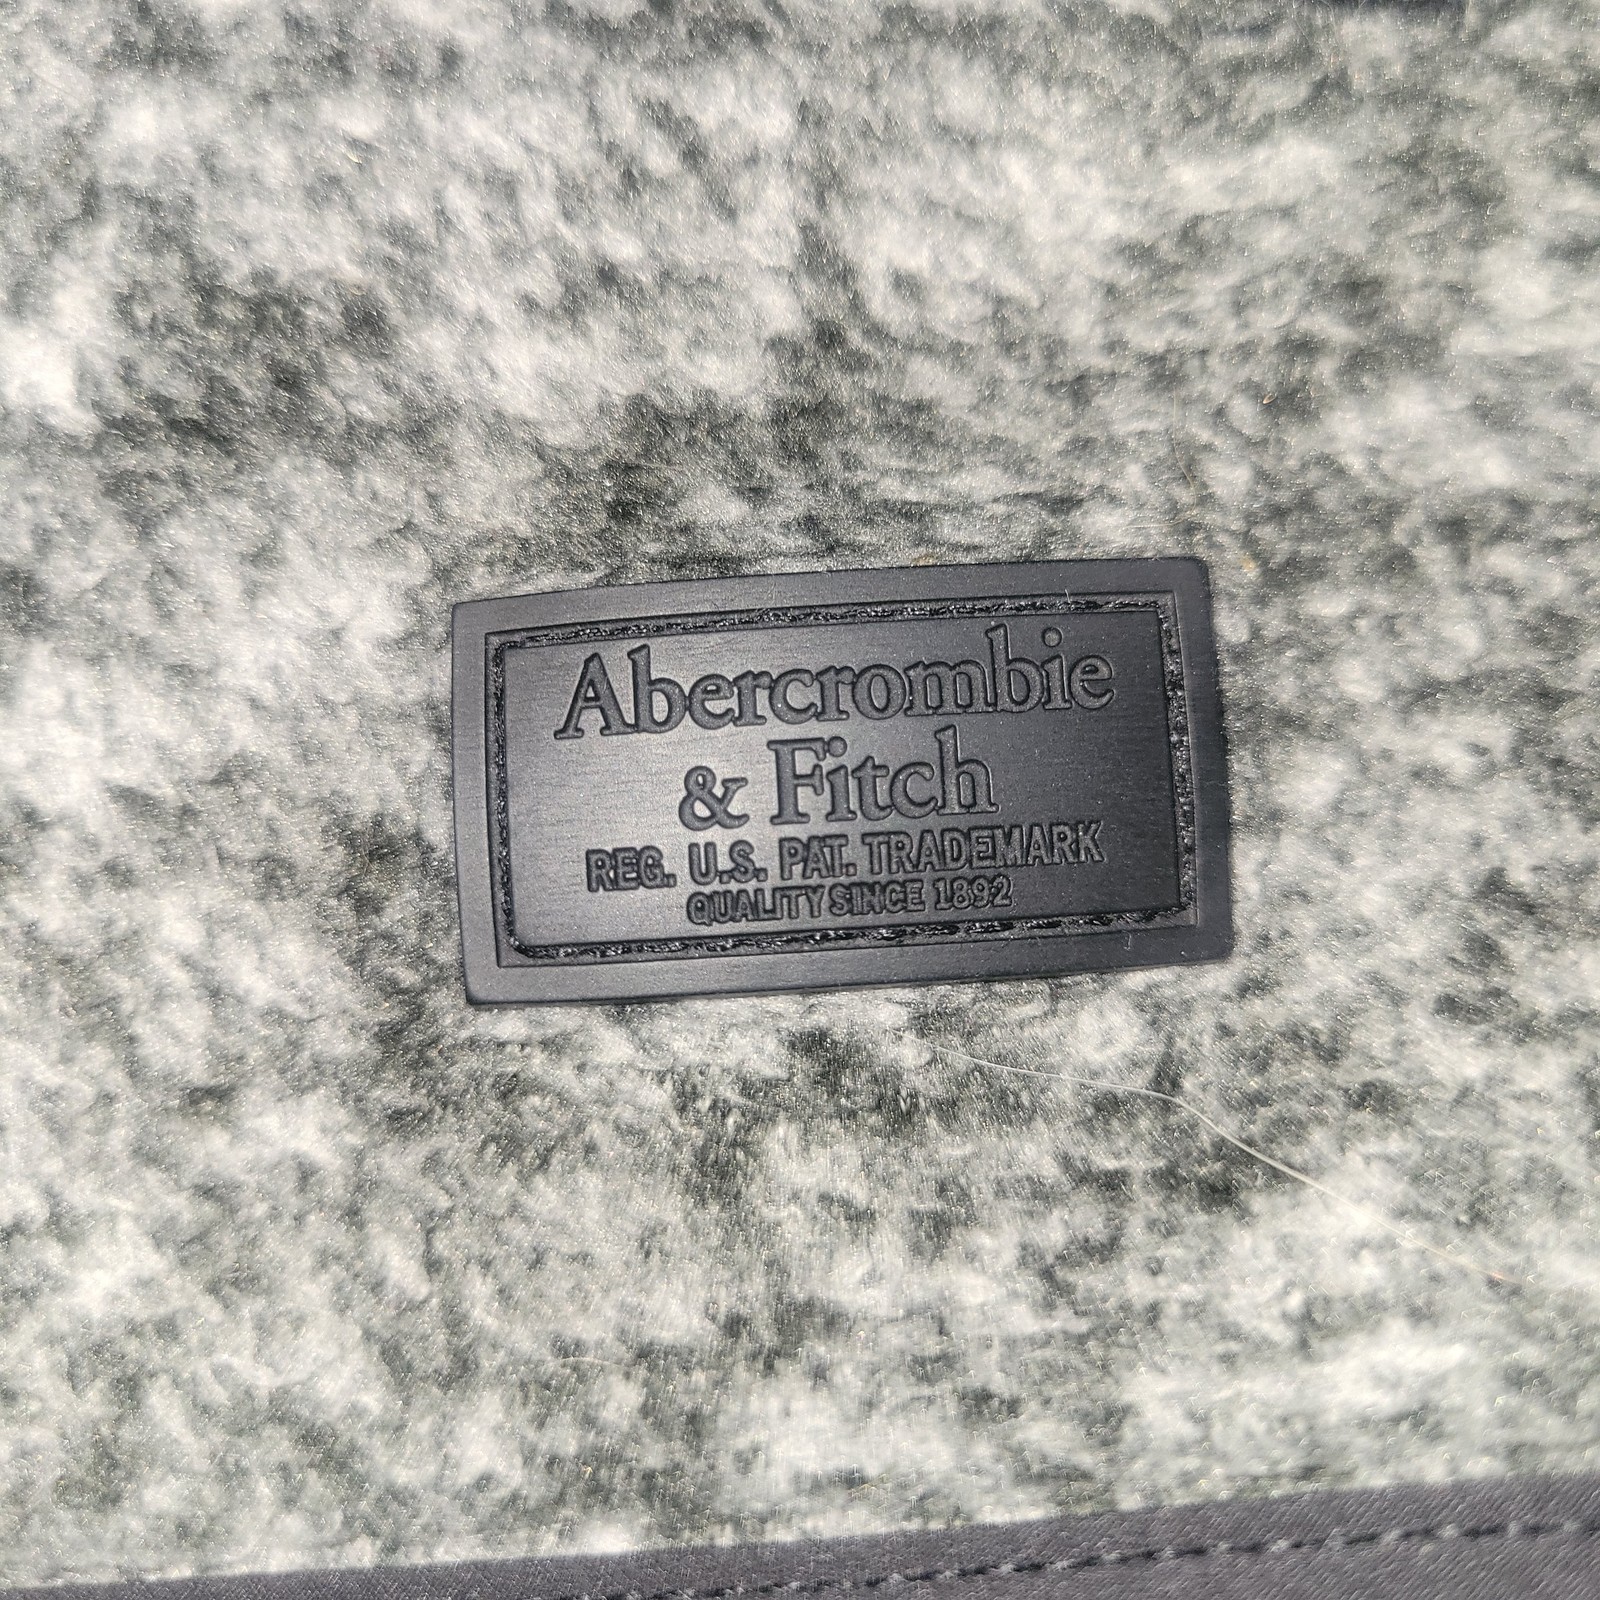 Abercrombie
& Fitch
REG. U.S. PAT. TRADEMARK
QUALITY SINCE 1892